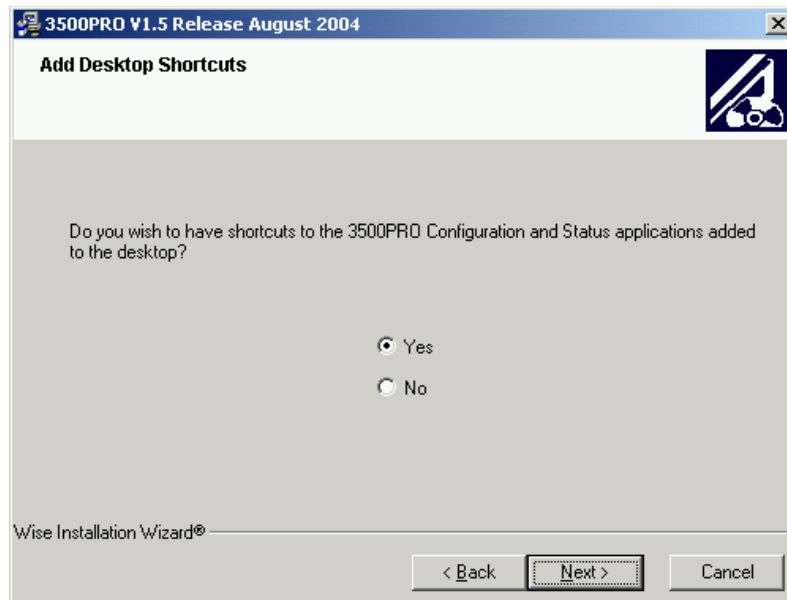 3500PRO V1.5 Release August 2004
Add Desktop Shortcuts
Do you wish to have shortcuts to the 3500PRO Configuration and Status applications added
to the desktop?
Yes
No
Wise Installation Wizard®
< Back
Next >
Cancel